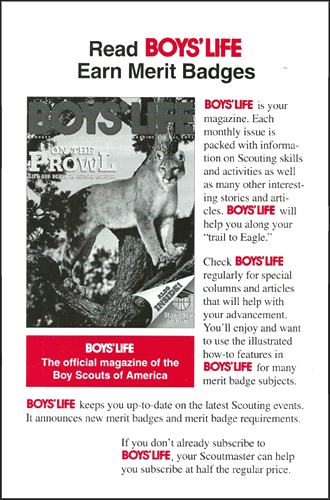 Read BOYS' LIFE
Earn Merit Badges
BOYS' LIFE
ON THE
PROWL
BOYS' LIFE
The official magazine of the
Boy Scouts of America
BOYS' LIFE is your
magazine. Each
monthly issue is
packed with informa-
tion on Scouting skills
and activities as well
as many other interest-
ing stories and arti-
cles. BOYS' LIFE will
help you along your
“trail to Eagle.”
Check BOYS' LIFE
regularly for special
columns and articles
that will help with
your advancement.
You’ll enjoy and want
to use the illustrated
how-to features in
BOYS' LIFE for many
merit badge subjects.
BOYS' LIFE keeps you up-to-date on the latest Scouting events.
It announces new merit badges and merit badge requirements.
If you don’t already subscribe to
BOYS' LIFE, your Scoutmaster can help
you subscribe at half the regular price.